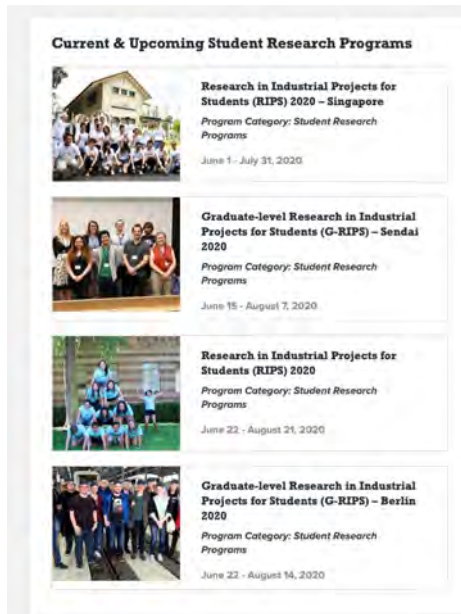 Current & Upcoming Student Research Programs
Research in Industrial Projects for
Students (RIPS) 2020 – Singapore
Program Category: Student Research
Programs
June 1 - July 31, 2020
Graduate-level Research in Industrial
Projects for Students (G-RIPS) – Sendai
2020
Program Category: Student Research
Programs
June 15 - August 7, 2020
Research in Industrial Projects for
Students (RIPS) 2020
Program Category: Student Research
Programs
June 22 - August 21, 2020
Graduate-level Research in Industrial
Projects for Students (G-RIPS) – Berlin
2020
Program Category: Student Research
Programs
June 22 - August 14, 2020